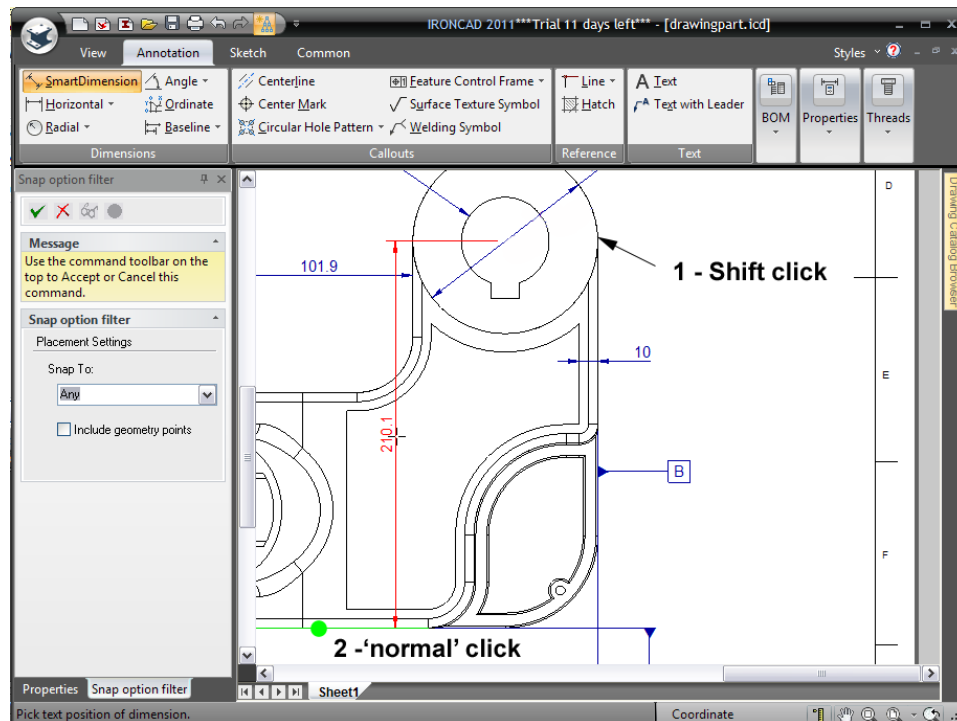 IRONCAD 2011***Trial 11 days left*** - [drawingpart.icd]
View Annotation Sketch Common Styles
SmartDimension Angle Centerline Feature Control Frame Line A Text
Horizontal Ordinate Center Mark Surface Texture Symbol Hatch Text with Leader
Radial Baseline Circular Hole Pattern Welding Symbol BOM Properties Threads
Dimensions Callouts Reference Text
Snap option filter
Message
Use the command toolbar on the
top to Accept or Cancel this
command.
Snap option filter
Placement Settings
Snap To:
Any
Include geometry points
D
101.9
1 - Shift click
10
E
210.1
B
F
2 -‘normal’ click
Drawing Catalog Browser
Properties Snap option filter
Sheet1
Pick text position of dimension.
Coordinate